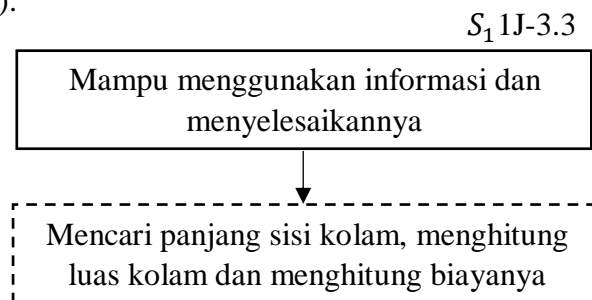 ).
S₁1J-3.3
Mampu menggunakan informasi dan
menyelesaikannya
Mencari panjang sisi kolam, menghitung
luas kolam dan menghitung biayanya